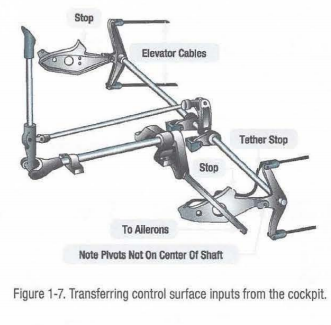 Stop
Elevator Cables
Tether Stop
Stop
To Ailerons
Note Pivots Not On Center Of Shaft
Figure 1-7. Transferring control surface inputs from the cockpit.